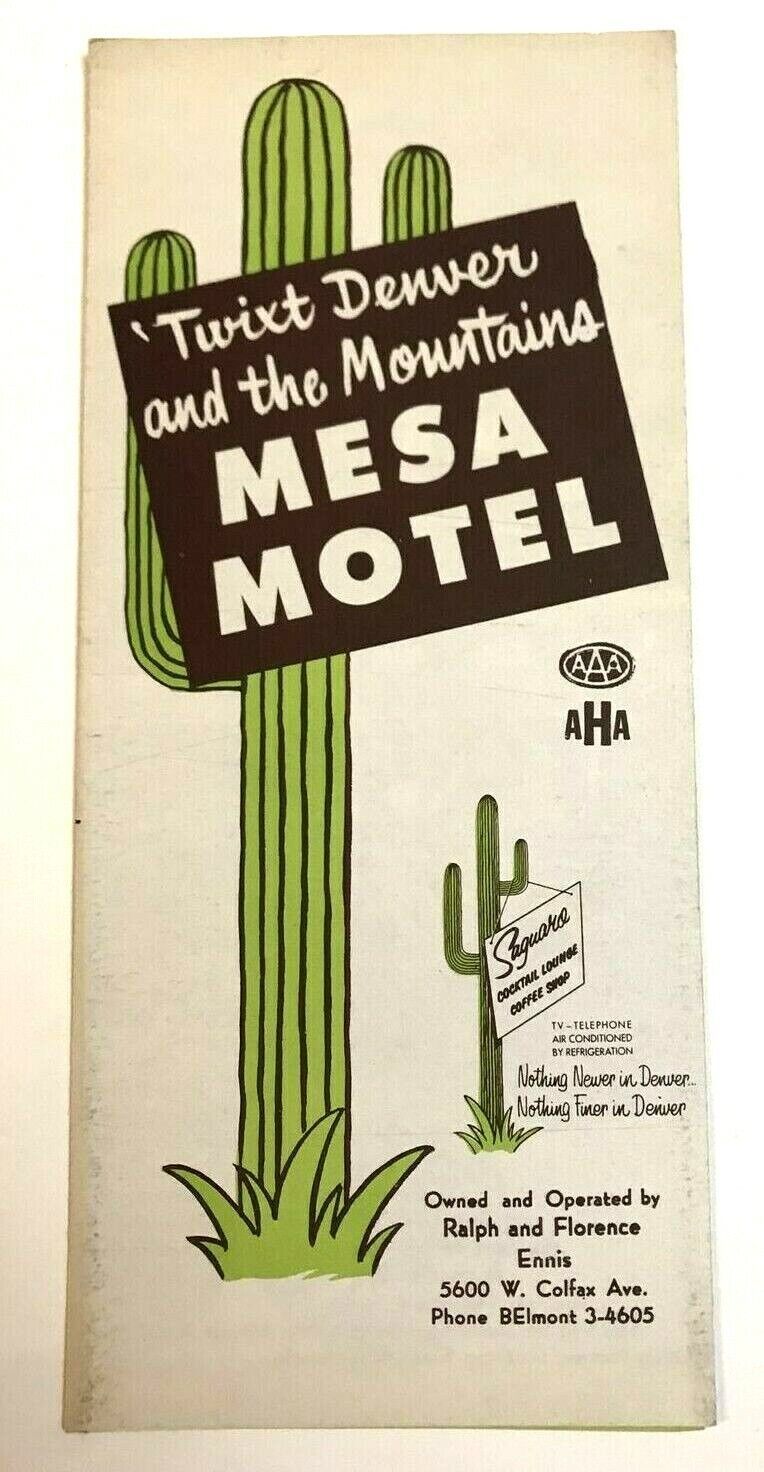 'Twixt Denver
and the Mountains
MESA
MOTEL
AAA
AHA
Saguaro
COCKTAIL LOUNGE
COFFEE SHOP
TV-TELEPHONE
AIR CONDITIONED
BY REFRIGERATION
Nothing Newer in Denver...
Nothing Finer in Denver
Owned and Operated by
Ralph and Florence
Ennis
5600 W. Colfax Ave.
Phone BElmont 3-4605